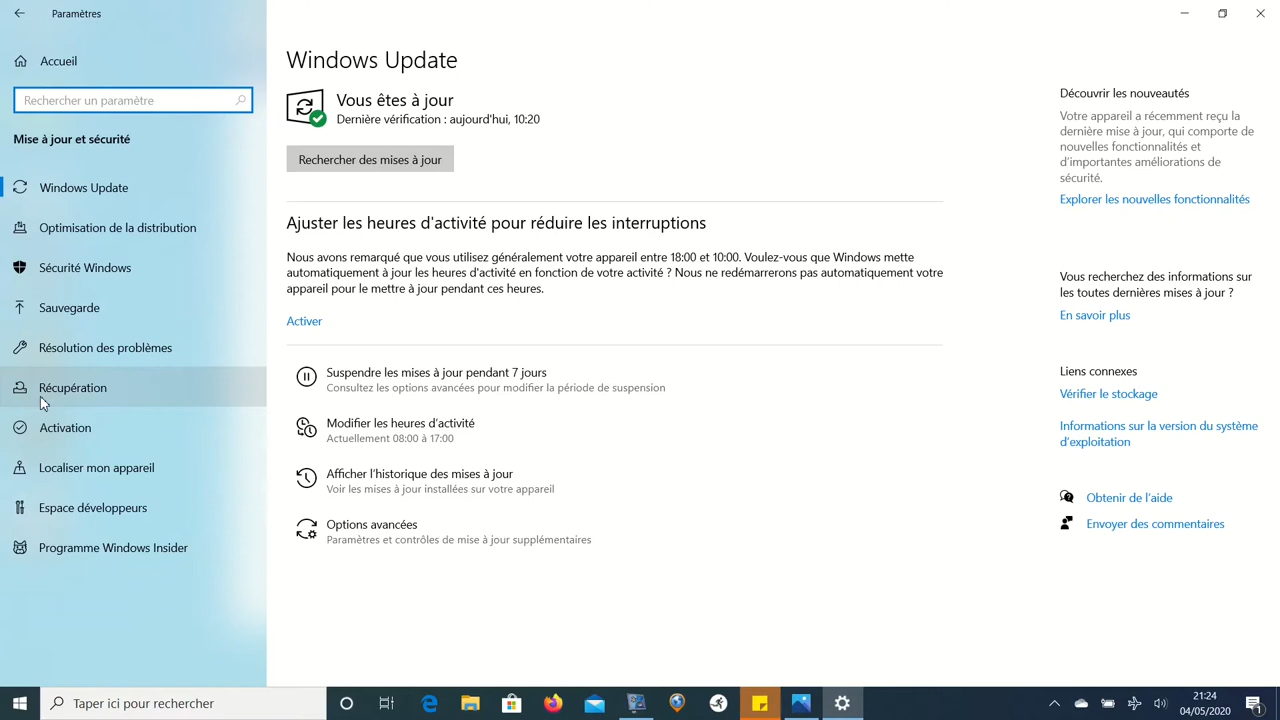 Paramètres
Accueil
Rechercher un paramètre
Mise à jour et sécurité
Windows Update
Optimisation de la distribution
Sécurité Windows
Sauvegarde
Résolution des problèmes
Récupération
Activation
Localiser mon appareil
Espace développeurs
Programme Windows Insider
Windows Update
Vous êtes à jour
Dernière vérification : aujourd'hui, 10:20
Rechercher des mises à jour
Ajuster les heures d'activité pour réduire les interruptions
Nous avons remarqué que vous utilisez généralement votre appareil entre 18:00 et 10:00. Voulez-vous que Windows mette
automatiquement à jour les heures d'activité en fonction de votre activité ? Nous ne redémarrerons pas automatiquement votre
appareil pour le mettre à jour pendant ces heures.
Activer
Suspendre les mises à jour pendant 7 jours
Consultez les options avancées pour modifier la période de suspension
Modifier les heures d'activité
Actuellement 08:00 à 17:00
Afficher l'historique des mises à jour
Voir les mises à jour installées sur votre appareil
Options avancées
Paramètres et contrôles de mise à jour supplémentaires
Découvrir les nouveautés
Votre appareil a récemment reçu la
dernière mise à jour, qui comporte de
nouvelles fonctionnalités et
d'importantes améliorations de
sécurité.
Explorer les nouvelles fonctionnalités
Vous recherchez des informations sur
les toutes dernières mises à jour ?
En savoir plus
Liens connexes
Vérifier le stockage
Informations sur la version du système
d'exploitation
Obtenir de l'aide
Envoyer des commentaires
Taper ici pour rechercher
21:24
04/05/2020
1